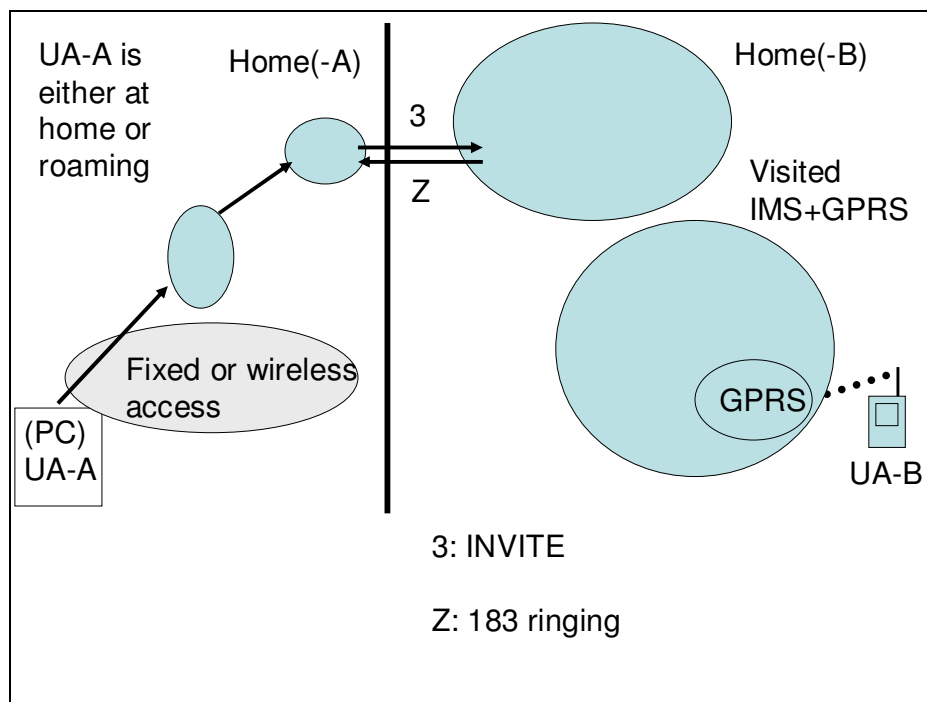 UA-A is
either at
home or
roaming
Home(-A)
Home(-B)
3
Z
Visited
IMS+GPRS
Fixed or wireless
access
(PC)
UA-A
GPRS
UA-B
3: INVITE
Z: 183 ringing